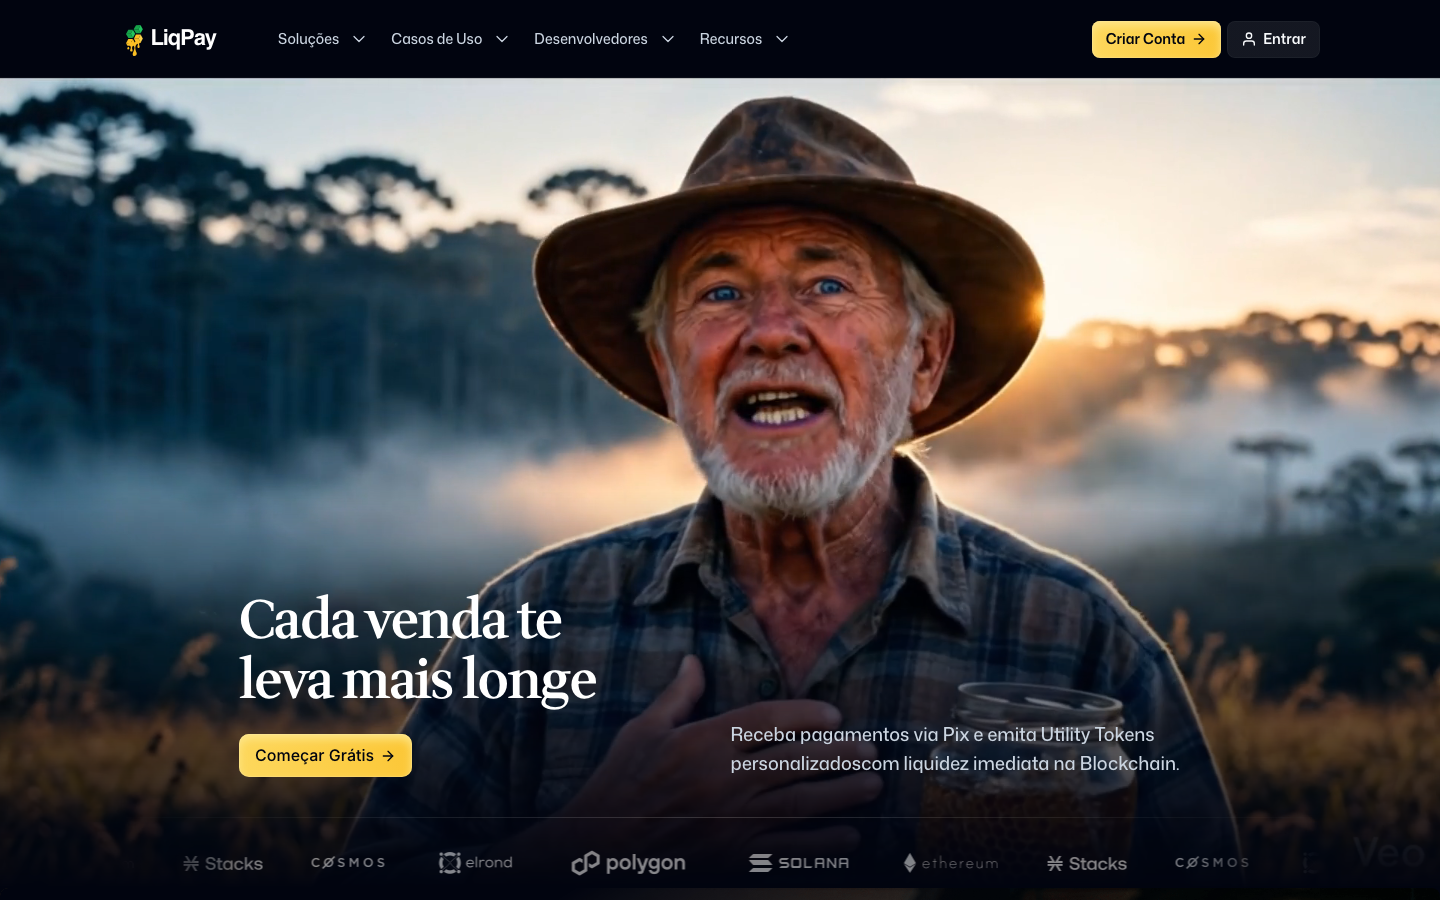 LiqPay
Soluções
Casos de Uso
Desenvolvedores
Recursos
Criar Conta
Entrar
Cada venda te
leva mais longe
Começar Grátis
Receba pagamentos via Pix e emita Utility Tokens
personalizadoscom liquidez imediata na Blockchain.
Stacks
COSMOS
elrond
polygon
SOLANA
ethereum
Stacks
COSMOS
Veo